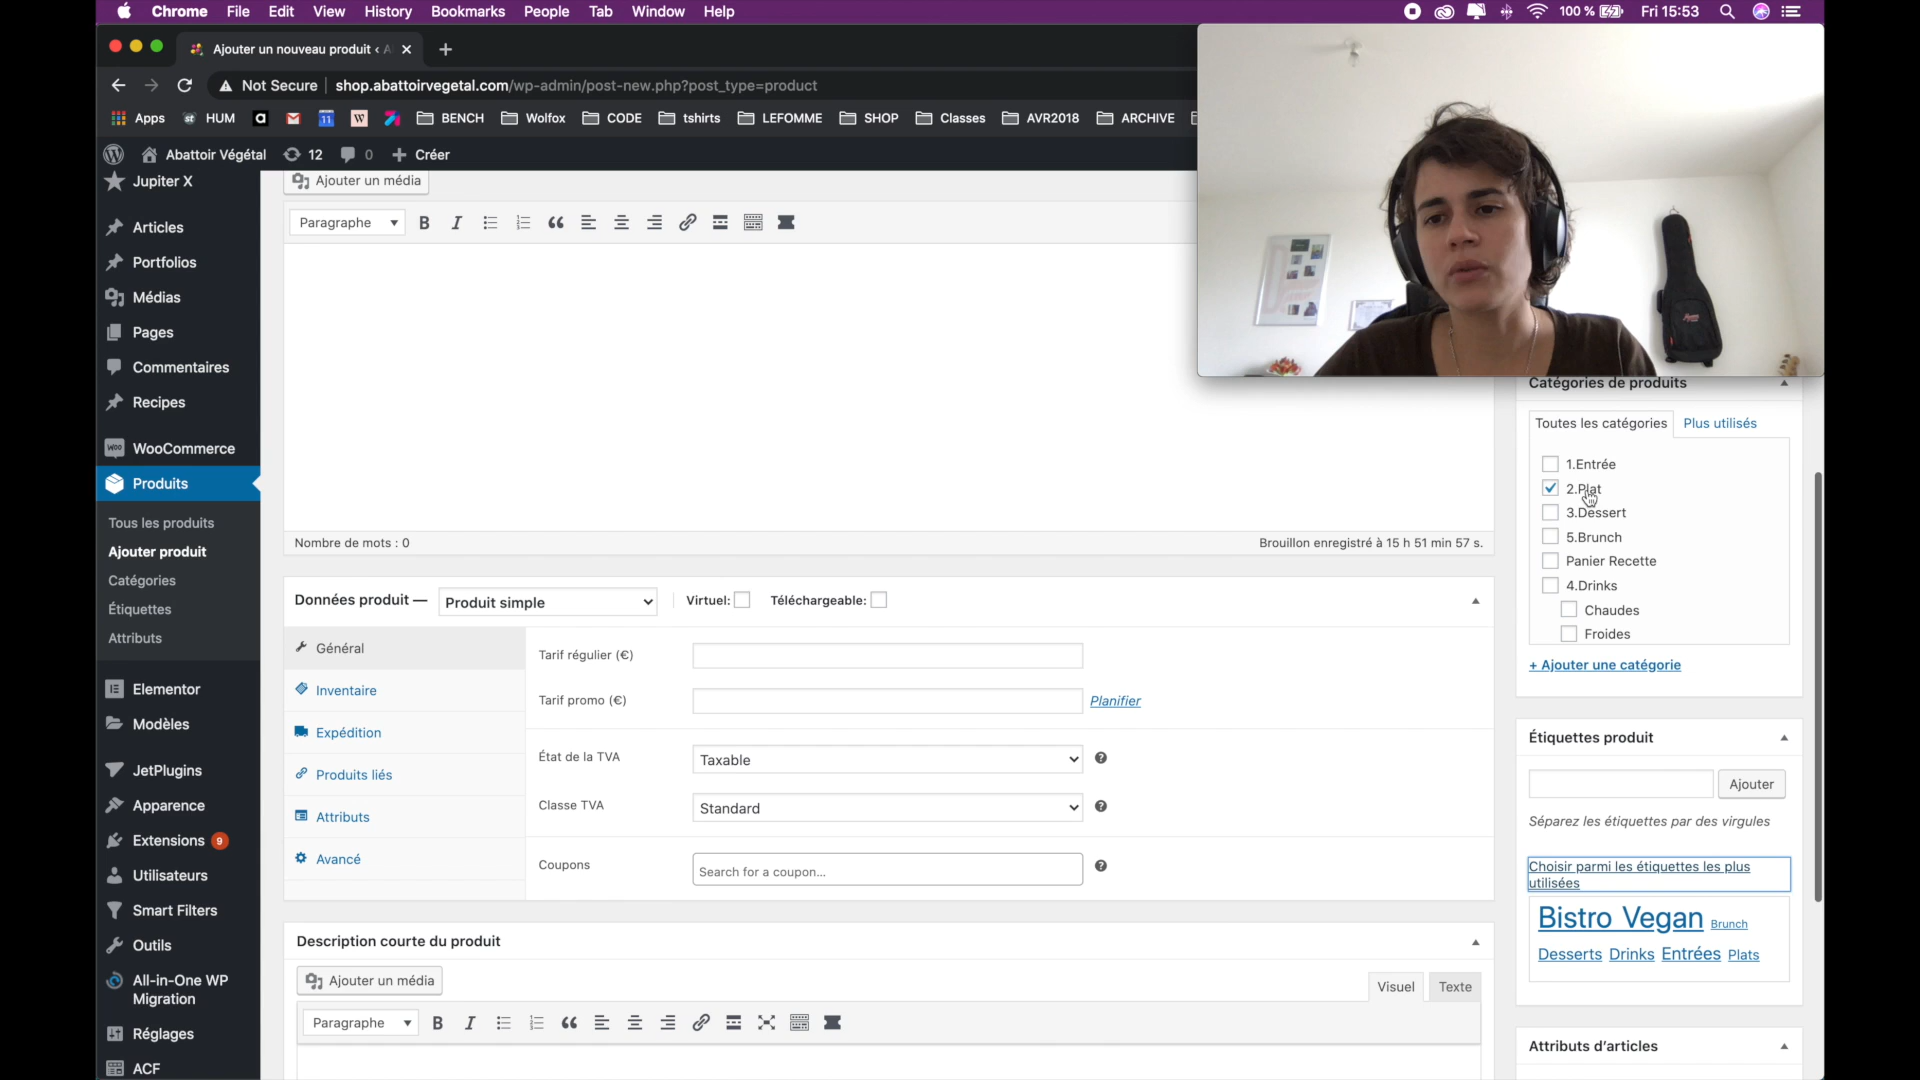 Chrome File Edit View History Bookmarks People Tab Window Help 100 % Fri 15:53
Ajouter un nouveau produit ‹ A
Not Secure shop.abattoirvegetal.com/wp-admin/post-new.php?post_type=product
Apps HUM a 11 W BENCH Wolfox CODE tshirts LEFOMME SHOP Classes AVR2018 ARCHIVE
Abattoir Végétal 12 0 + Créer
Jupiter X
Articles
Portfolios
Médias
Pages
Commentaires
Recipes
WooCommerce
Produits
Tous les produits
Ajouter produit
Catégories
Étiquettes
Attributs
Elementor
Modèles
JetPlugins
Apparence
Extensions 9
Utilisateurs
Smart Filters
Outils
All-in-One WP
Migration
Réglages
ACF
Ajouter un média
Paragraphe B I
Nombre de mots : 0 Brouillon enregistré à 15 h 51 min 57 s.
Données produit — Produit simple Virtuel: Téléchargeable:
Général
Inventaire
Expédition
Produits liés
Attributs
Avancé
Tarif régulier (€)
Tarif promo (€) Planifier
État de la TVA Taxable
Classe TVA Standard
Coupons Search for a coupon...
Description courte du produit
Ajouter un média Visuel Texte
Paragraphe B I
Catégories de produits
Toutes les catégories Plus utilisés
1.Entrée
2.Plat
3.Dessert
5.Brunch
Panier Recette
4.Drinks
Chaudes
Froides
+ Ajouter une catégorie
Étiquettes produit
Ajouter
Séparez les étiquettes par des virgules
Choisir parmi les étiquettes les plus
utilisées
Bistro Vegan Brunch
Desserts Drinks Entrées Plats
Attributs d’articles